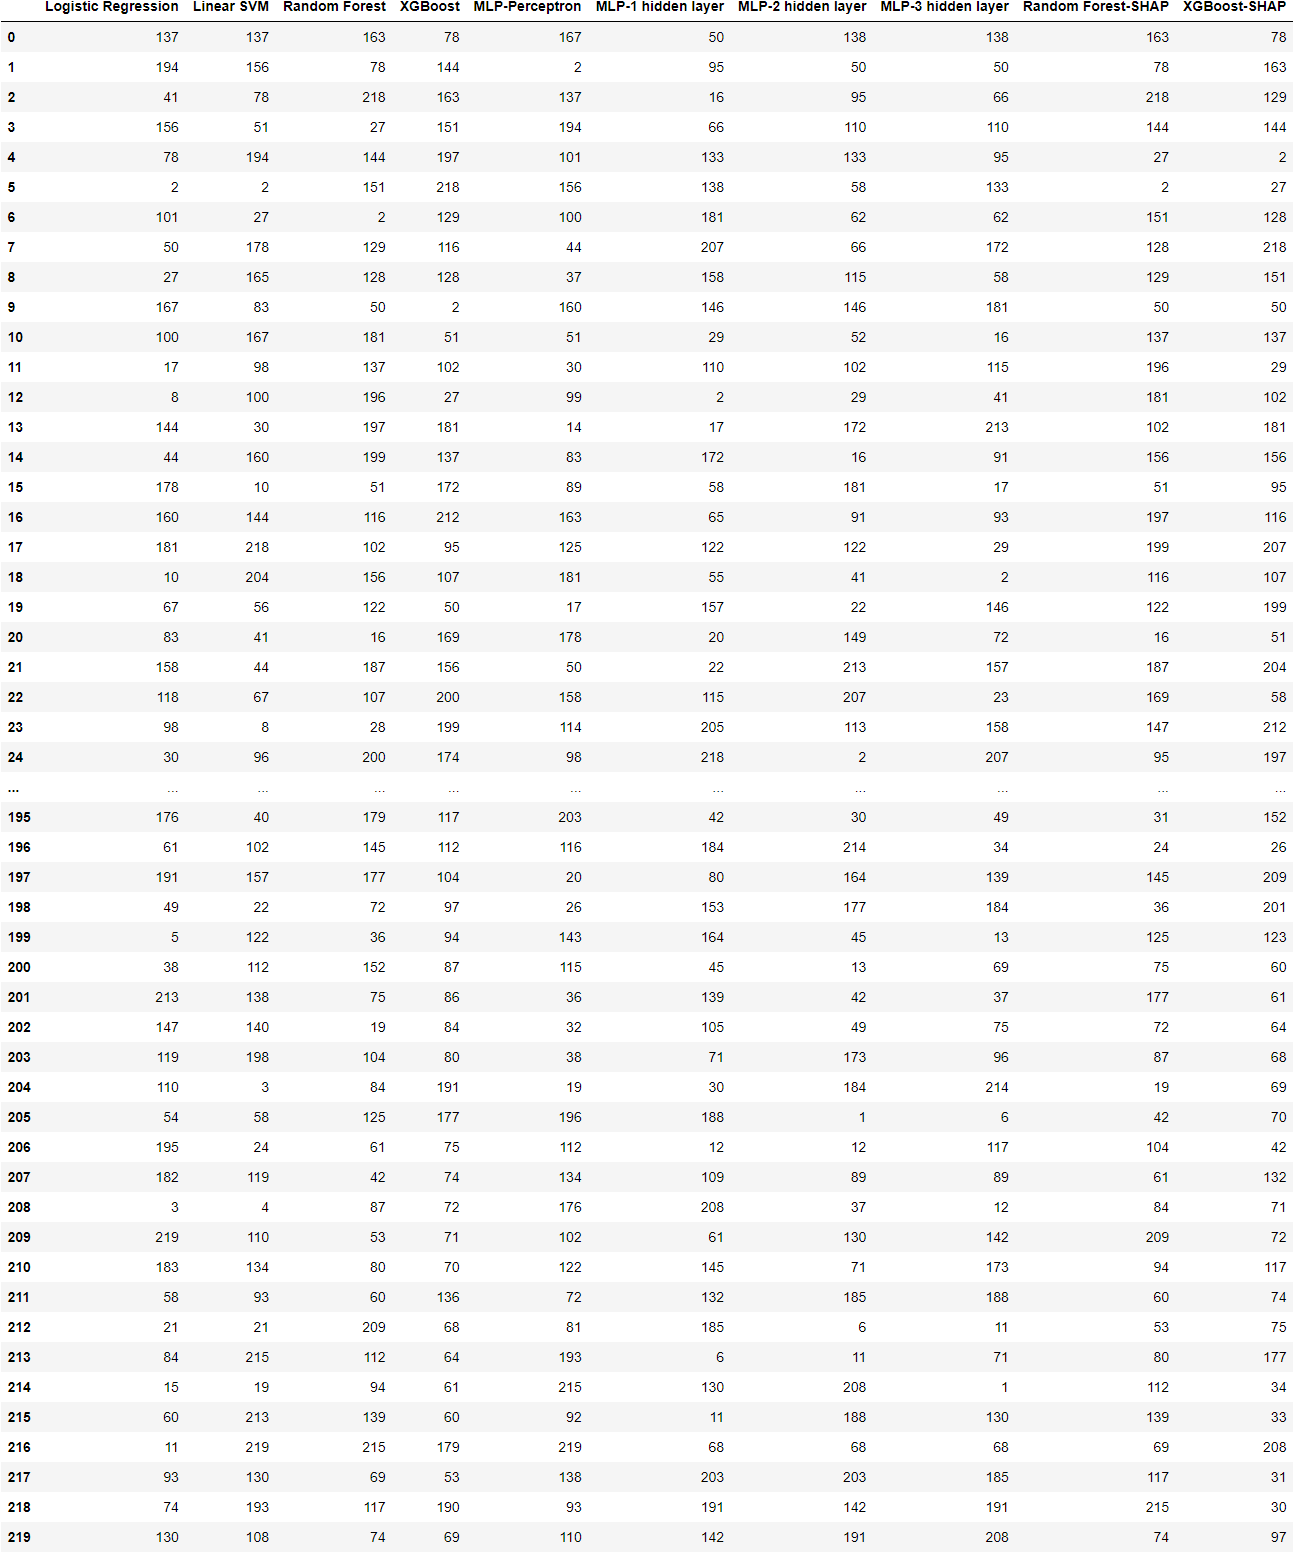 Logistic Regression Linear SVM Random Forest XGBoost MLP-Perceptron MLP-1 hidden layer MLP-2 hidden layer MLP-3 hidden layer Random Forest-SHAP XGBoost-SHAP
0 137 137 163 78 167 50 138 138 163 78
1 194 156 78 144 2 95 50 50 78 163
2 41 78 218 163 137 16 95 66 218 129
3 156 51 27 151 194 66 110 110 144 144
4 78 194 144 197 101 133 133 95 27 2
5 2 2 151 218 156 138 58 133 2 27
6 101 27 2 129 100 181 62 62 151 128
7 50 178 129 116 44 207 66 172 128 218
8 27 165 128 128 37 158 115 58 129 151
9 167 83 50 2 160 146 146 181 50 50
10 100 167 181 51 51 29 52 16 137 137
11 17 98 137 102 30 110 102 115 196 29
12 8 100 196 27 99 2 29 41 181 102
13 144 30 197 181 14 17 172 213 102 181
14 44 160 199 137 83 172 16 91 156 156
15 178 10 51 172 89 58 181 17 51 95
16 160 144 116 212 163 65 91 93 197 116
17 181 218 102 95 125 122 122 29 199 207
18 10 204 156 107 181 55 41 2 116 107
19 67 56 122 50 17 157 22 146 122 199
20 83 41 16 169 178 20 149 72 16 51
21 158 44 187 156 50 22 213 157 187 204
22 118 67 107 200 158 115 207 23 169 58
23 98 8 28 199 114 205 113 158 147 212
24 30 96 200 174 98 218 2 207 95 197
... ... ... ... ... ... ... ... ... ... ...
195 176 40 179 117 203 42 30 49 31 152
196 61 102 145 112 116 184 214 34 24 26
197 191 157 177 104 20 80 164 139 145 209
198 49 22 72 97 26 153 177 184 36 201
199 5 122 36 94 143 164 45 13 125 123
200 38 112 152 87 115 45 13 69 75 60
201 213 138 75 86 36 139 42 37 177 61
202 147 140 19 84 32 105 49 75 72 64
203 119 198 104 80 38 71 173 96 87 68
204 110 3 84 191 19 30 184 214 19 69
205 54 58 125 177 196 188 1 6 42 70
206 195 24 61 75 112 12 12 117 104 42
207 182 119 42 74 134 109 89 89 61 132
208 3 4 87 72 176 208 37 12 84 71
209 219 110 53 71 102 61 130 142 209 72
210 183 134 80 70 122 145 71 173 94 117
211 58 93 60 136 72 132 185 188 60 74
212 21 21 209 68 81 185 6 11 53 75
213 84 215 112 64 193 6 11 71 80 177
214 15 19 94 61 215 130 208 1 112 34
215 60 213 139 60 92 11 188 130 139 33
216 11 219 215 179 219 68 68 68 69 208
217 93 130 69 53 138 203 203 185 117 31
218 74 193 117 190 93 191 142 191 215 30
219 130 108 74 69 110 142 191 208 74 97